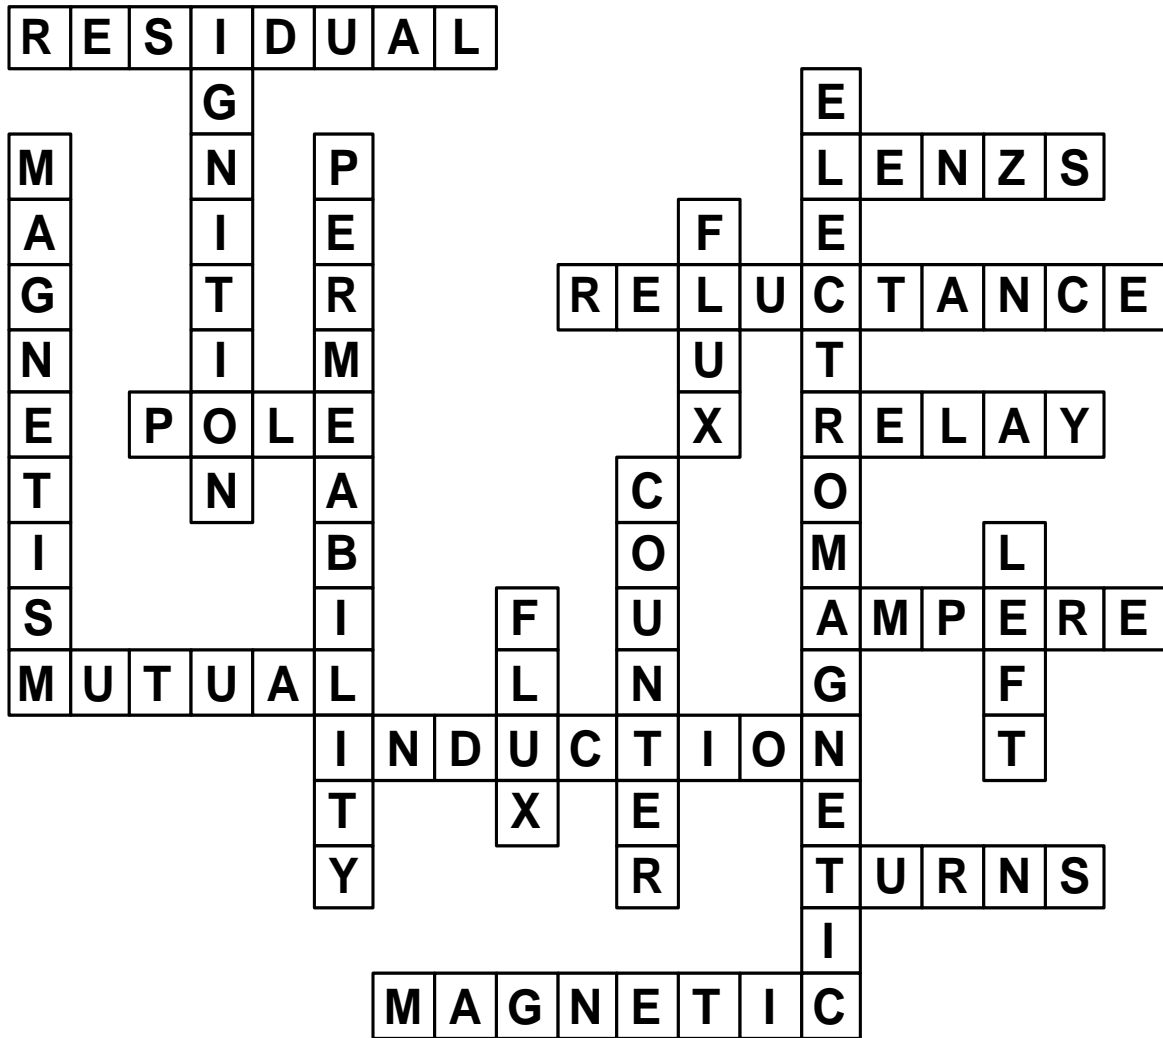 RESIDUAL
IGNITION
ELECTROMAGNETIC
MAGNETISM
PERMEABILITY
LENZS
FLUX
RELUCTANCE
POLE
RELAY
COUNTER
LEFT
FLUX
AMPERE
MUTUAL
INDUCTION
TURNS
MAGNETIC